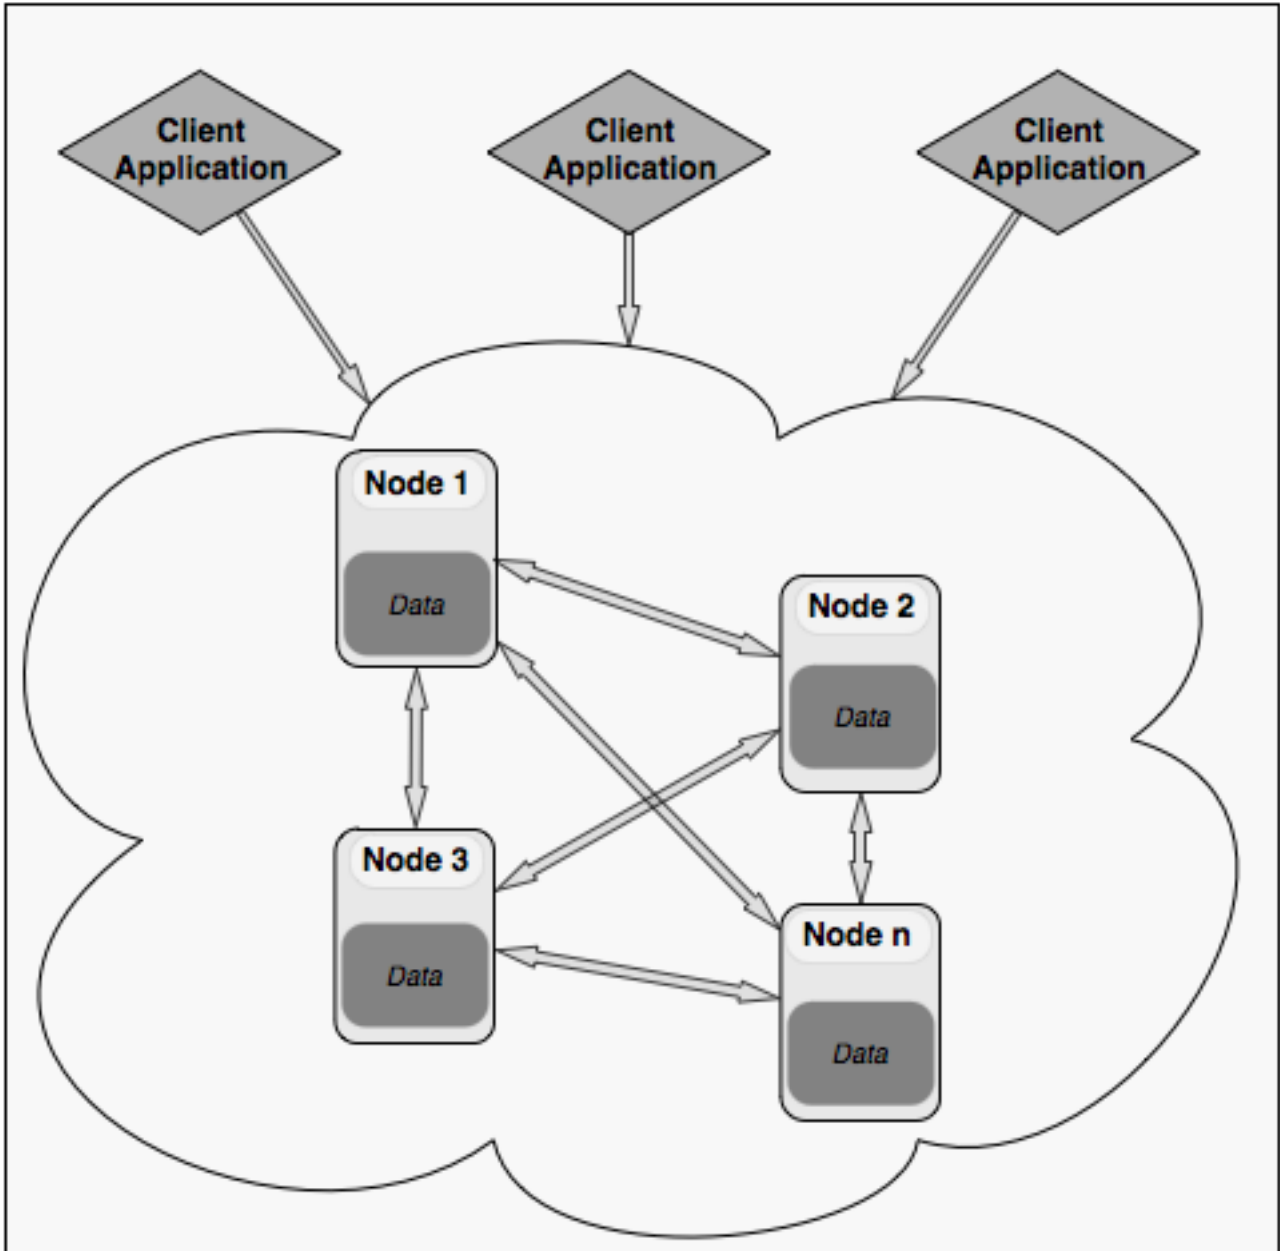 Client
Application
Client
Application
Client
Application
Node 1
Data
Node 2
Data
Node 3
Data
Node n
Data